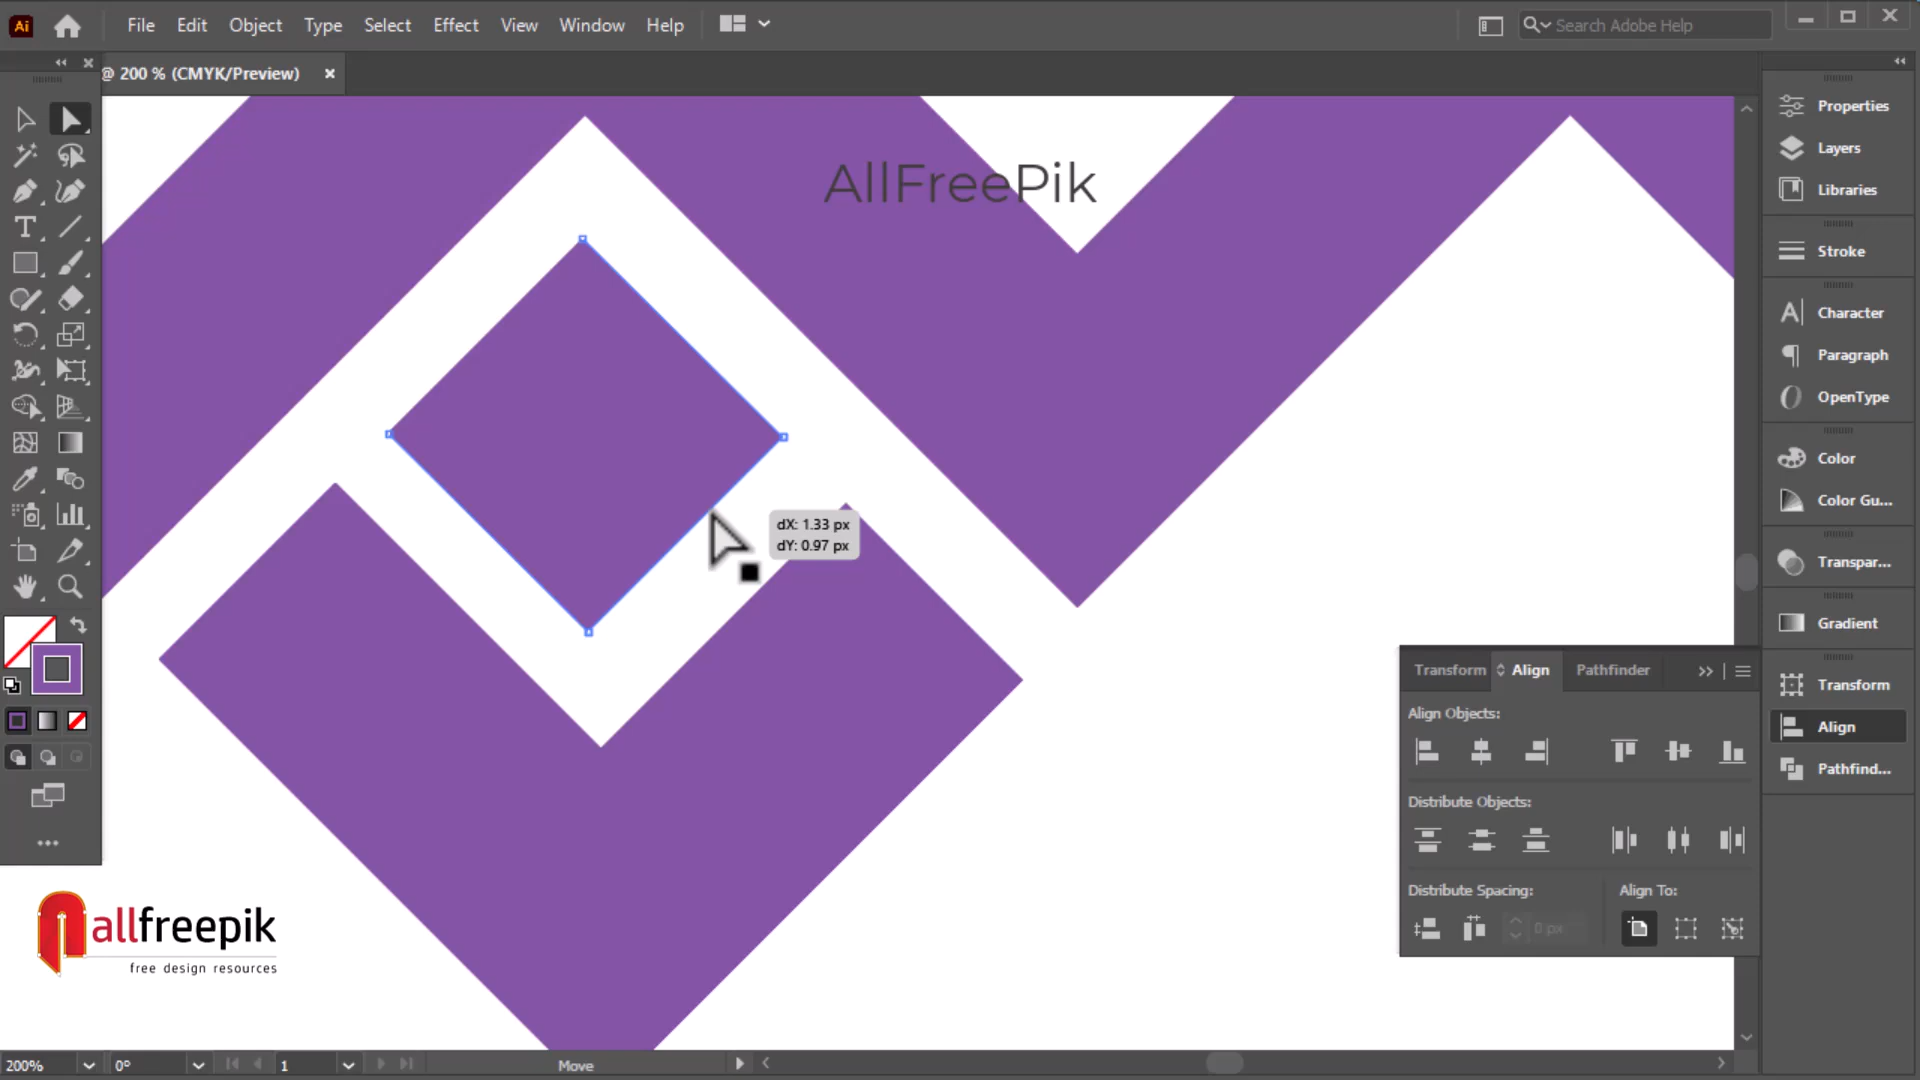 Ai File Edit Object Type Select Effect View Window Help Search Adobe Help
@ 200 % (CMYK/Preview)
AllFreePik
dX: 1.33 px
dY: 0.97 px
Properties
Layers
Libraries
Stroke
Character
Paragraph
OpenType
Color
Color Gu...
Transpar...
Gradient
Transform
Align
Pathfind...
Transform Align Pathfinder
Align Objects:
Distribute Objects:
Distribute Spacing: Align To:
0 px
allfreepik
free design resources
200% 0° 1 Move